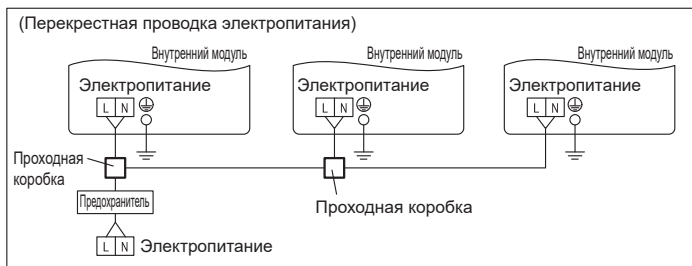 (Перекрестная проводка электропитания)
Внутренний модуль
Внутренний модуль
Внутренний модуль
Электропитание
Электропитание
Электропитание
L N
L N
L N
Проходная
коробка
Предохранитель
Проходная коробка
L N Электропитание